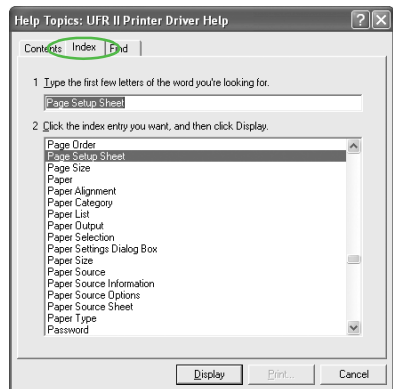 Help Topics: UFR II Printer Driver Help
Contents Index Find
1 Type the first few letters of the word you're looking for.
Page Setup Sheet
2 Click the index entry you want, and then click Display.
Page Order
Page Setup Sheet
Page Size
Paper
Paper Alignment
Paper Category
Paper List
Paper Output
Paper Selection
Paper Settings Dialog Box
Paper Size
Paper Source
Paper Source Information
Paper Source Options
Paper Source Sheet
Paper Type
Password
Display Print... Cancel